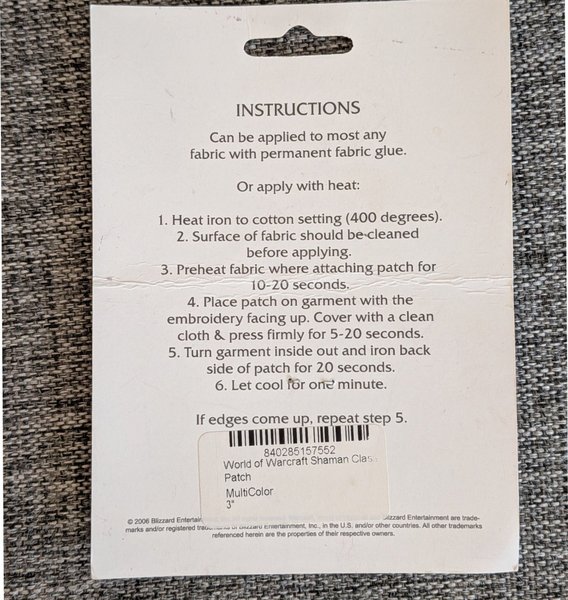 INSTRUCTIONS
Can be applied to most any
fabric with permanent fabric glue.
Or apply with heat:
1. Heat iron to cotton setting (400 degrees).
2. Surface of fabric should be cleaned
before applying.
3. Preheat fabric where attaching patch for
10-20 seconds.
4. Place patch on garment with the
embroidery facing up. Cover with a clean
cloth & press firmly for 5-20 seconds.
5. Turn garment inside out and iron back
side of patch for 20 seconds.
6. Let cool for one minute.
If edges come up, repeat step 5.
840285157552
World of Warcraft Shaman Class
Patch
MultiColor
3"
© 2006 Blizzard Entertainment are trade-
marks and/or registered of Blizzard Entertainment, Inc., in the U.S. and/or other countries. All other trademarks
referenced herein are the properties of their respective owners.